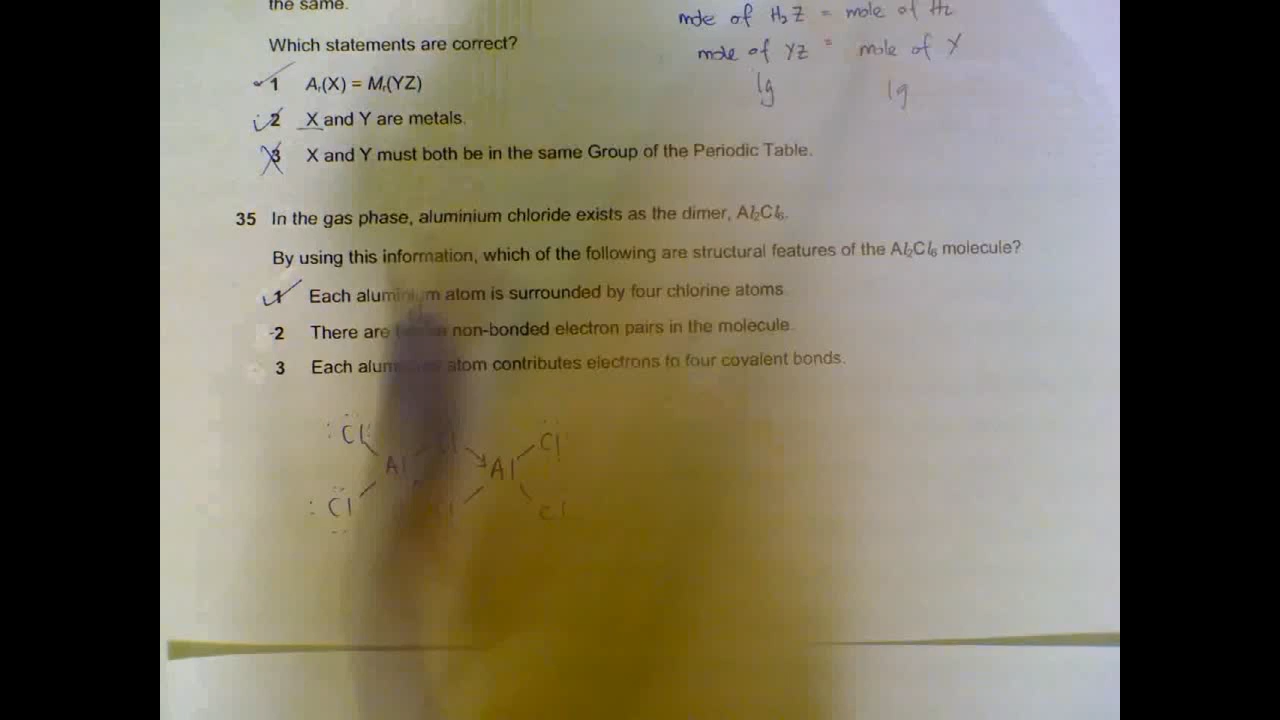 the same.
mole of H₂Z = mole of H₂
Which statements are correct?
mole of YZ = mole of X
1 Aᵣ(X) = Mᵣ(YZ)
1g 1g
2 X and Y are metals.
3 X and Y must both be in the same Group of the Periodic Table.
35 In the gas phase, aluminium chloride exists as the dimer, Al₂Cl₆.
By using this information, which of the following are structural features of the Al₂Cl₆ molecule?
1 Each aluminium atom is surrounded by four chlorine atoms.
2 There are non-bonded electron pairs in the molecule.
3 Each aluminium atom contributes electrons to four covalent bonds.
Cl Cl Cl
Al Al
Cl Cl Cl